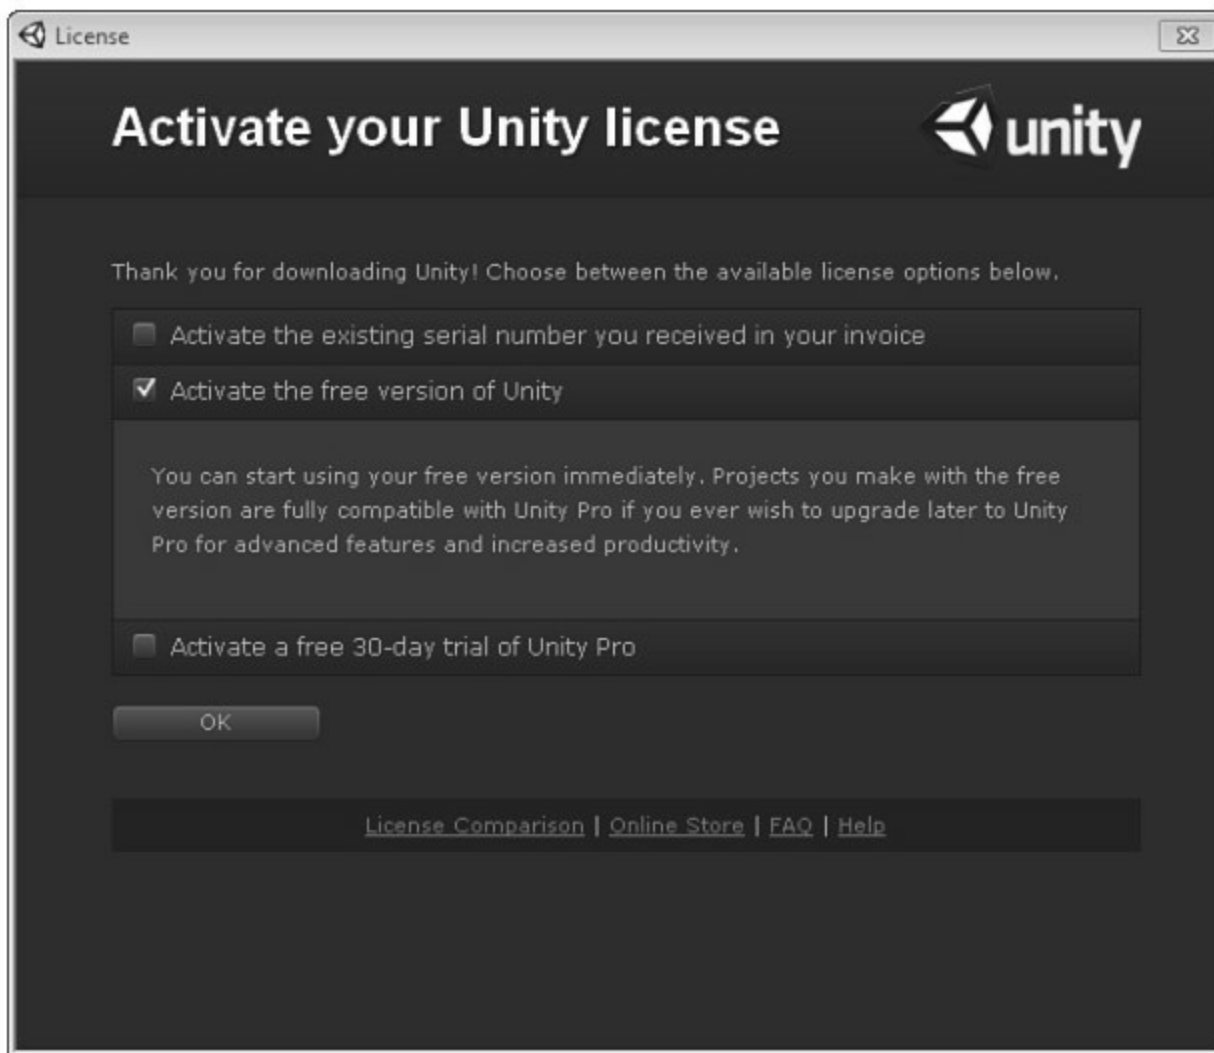 License
Activate your Unity license
unity
Thank you for downloading Unity! Choose between the available license options below.
Activate the existing serial number you received in your invoice
Activate the free version of Unity
You can start using your free version immediately. Projects you make with the free
version are fully compatible with Unity Pro if you ever wish to upgrade later to Unity
Pro for advanced features and increased productivity.
Activate a free 30-day trial of Unity Pro
OK
License Comparison | Online Store | FAQ | Help